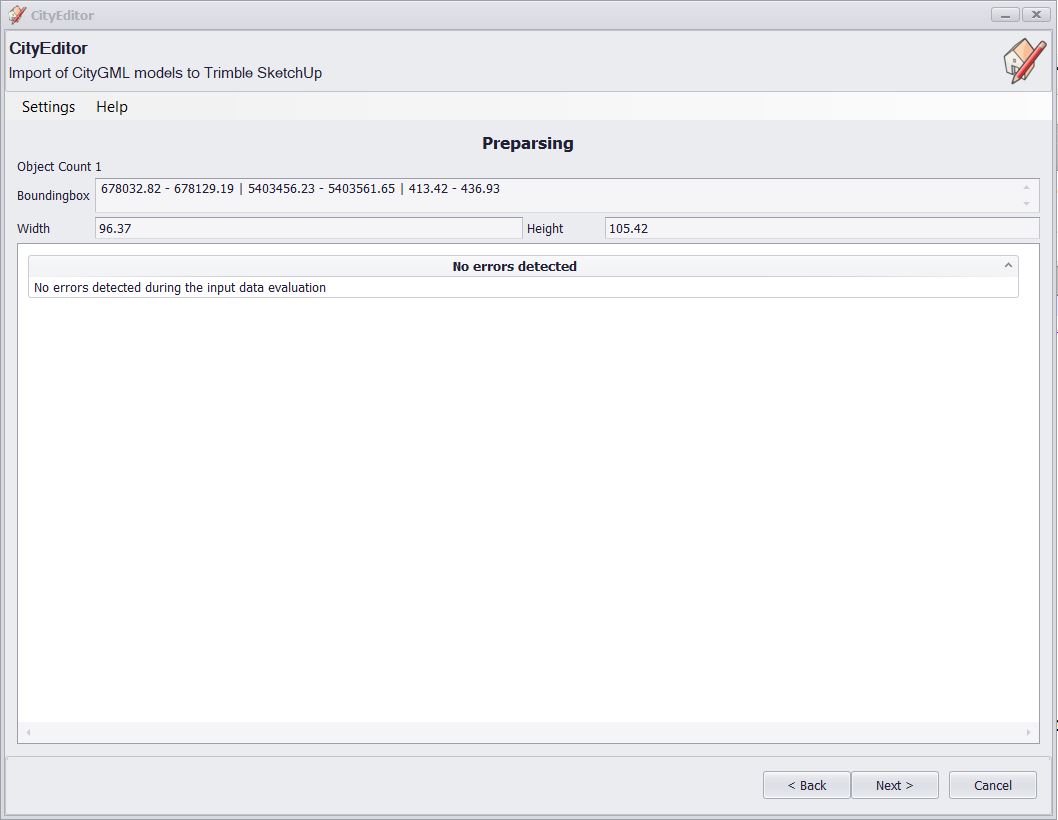 CityEditor
CityEditor
Import of CityGML models to Trimble SketchUp
Settings Help
Preparsing
Object Count 1
Boundingbox 678032.82 - 678129.19 | 5403456.23 - 5403561.65 | 413.42 - 436.93
Width 96.37 Height 105.42
No errors detected
No errors detected during the input data evaluation
< Back Next > Cancel